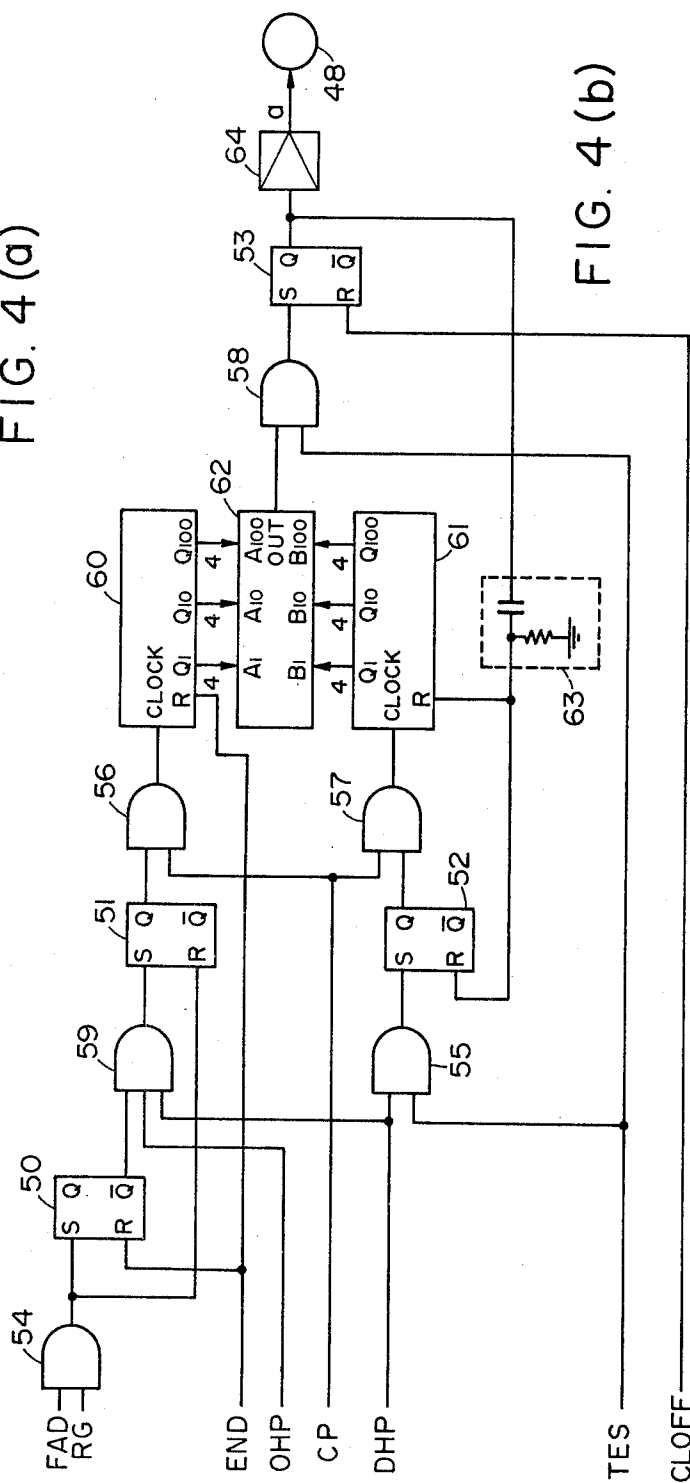 FIG. 4 (a)
FIG. 4 (b)
48
a
64
53
S Q
R Q̅
58
62
60
CLOCK
R Q1 Q10 Q100
4 4 4
A1 A10 A100
OUT
B1 B10 B100
4 4 4
Q1 Q10 Q100
CLOCK
R
61
63
56
57
51
S Q
R Q̅
52
S Q
R Q̅
59
55
50
S Q
R Q̅
54
FAD
RG
END
OHP
CP
DHP
TES
CLOFF